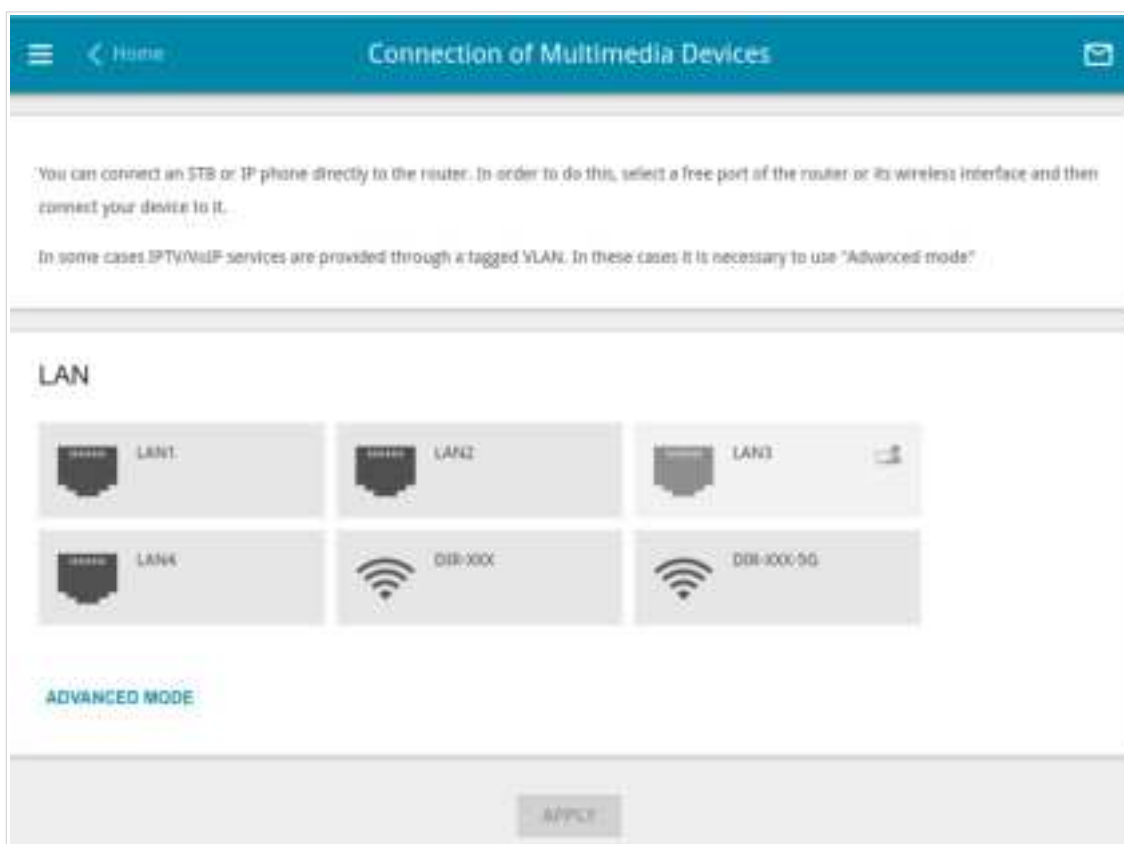 Home
Connection of Multimedia Devices
You can connect an STB or IP phone directly to the router. In order to do this, select a free port of the router or its wireless interface and then
connect your device to it.
In some cases IPTV/VoIP services are provided through a tagged VLAN. In these cases it is necessary to use "Advanced mode"
LAN
LAN1
LAN2
LAN3
LAN4
DIR-XXX
DIR-XXX-5G
ADVANCED MODE
APPLY